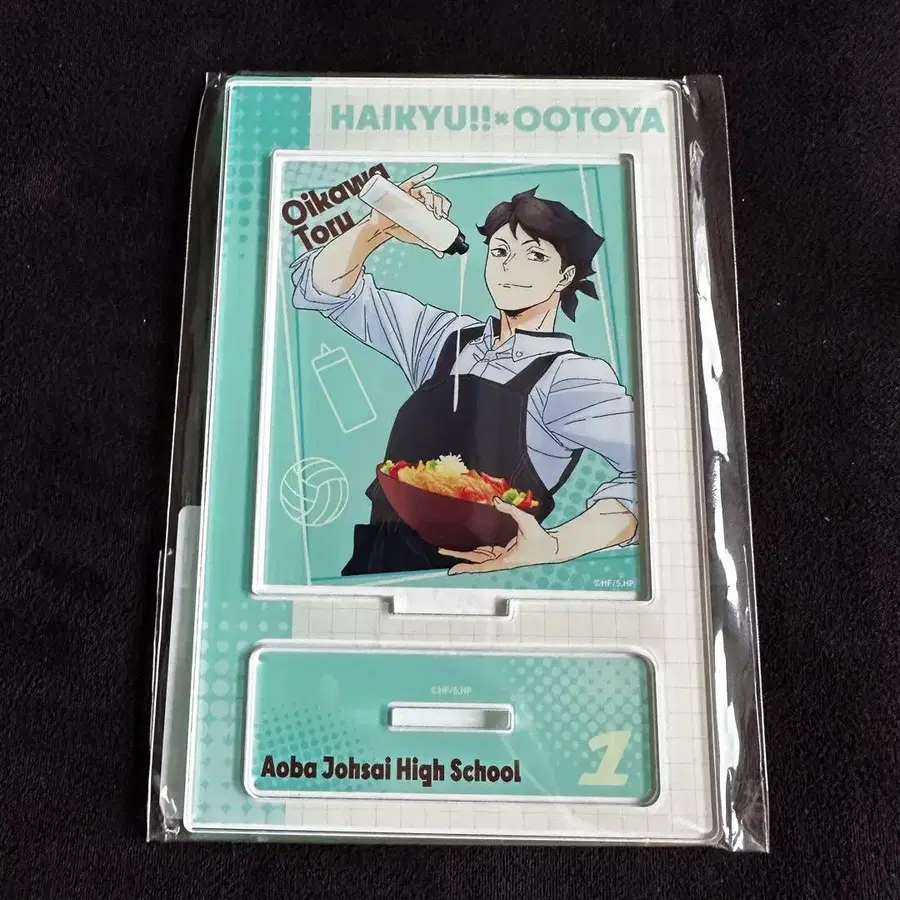 HAIKYU!!×OOTOYA
Oikawa
Toru
©HF/S,HP
©HF/S,HP
Aoba Johsai High School
1